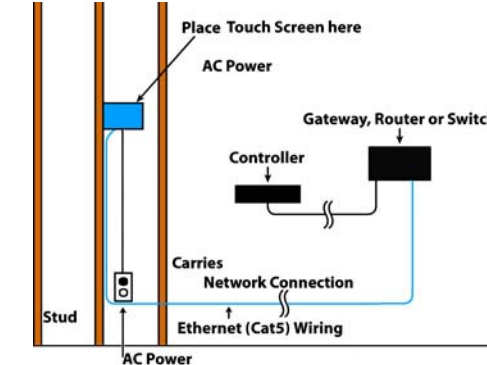 Place Touch Screen here
AC Power
Gateway, Router or Switc
Controller
Carries
Network Connection
Stud
Ethernet (Cat5) Wiring
AC Power